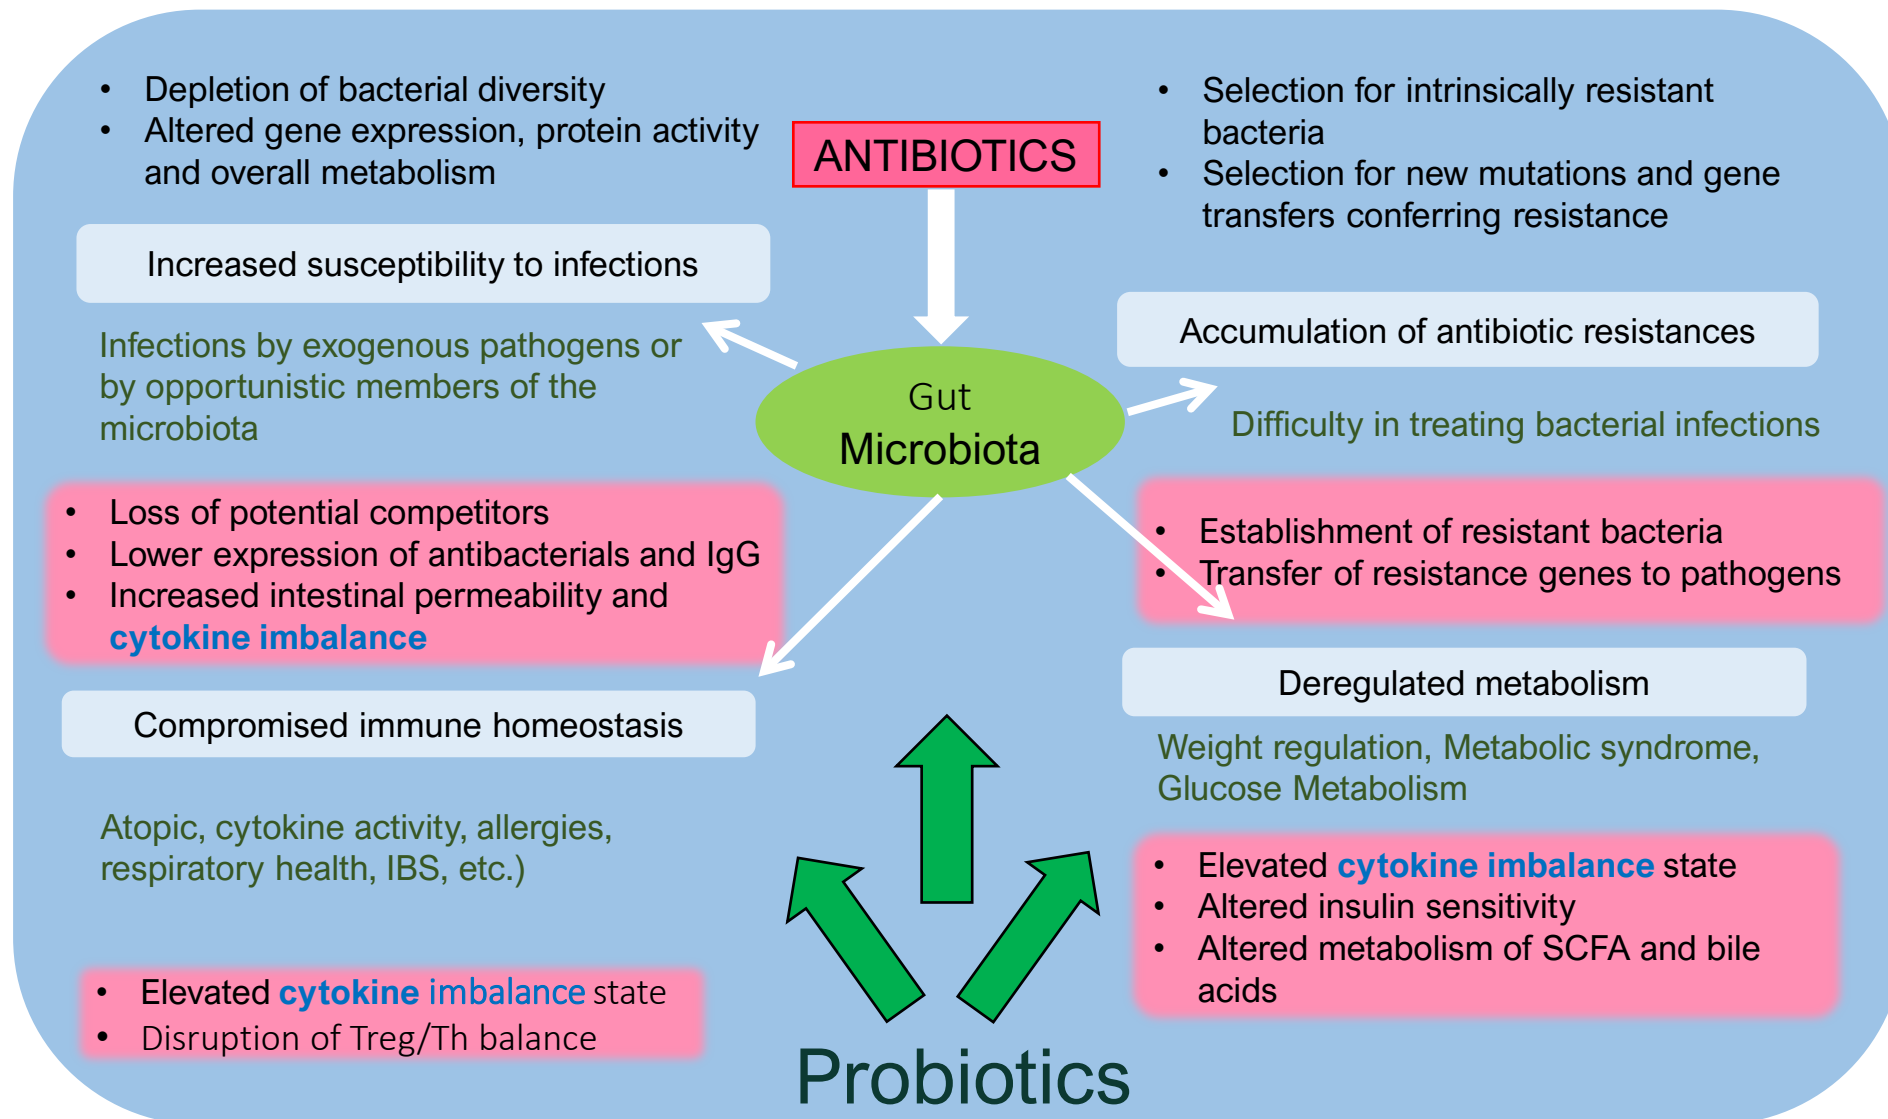 • Depletion of bacterial diversity
• Altered gene expression, protein activity
and overall metabolism
ANTIBIOTICS
• Selection for intrinsically resistant
bacteria
• Selection for new mutations and gene
transfers conferring resistance
Increased susceptibility to infections
Infections by exogenous pathogens or
by opportunistic members of the
microbiota
Accumulation of antibiotic resistances
Gut
Microbiota
Difficulty in treating bacterial infections
• Loss of potential competitors
• Lower expression of antibacterials and IgG
• Increased intestinal permeability and
cytokine imbalance
• Establishment of resistant bacteria
• Transfer of resistance genes to pathogens
Compromised immune homeostasis
Deregulated metabolism
Weight regulation, Metabolic syndrome,
Glucose Metabolism
Atopic, cytokine activity, allergies,
respiratory health, IBS, etc.)
• Elevated cytokine imbalance state
• Altered insulin sensitivity
• Altered metabolism of SCFA and bile
acids
• Elevated cytokine imbalance state
• Disruption of Treg/Th balance
Probiotics